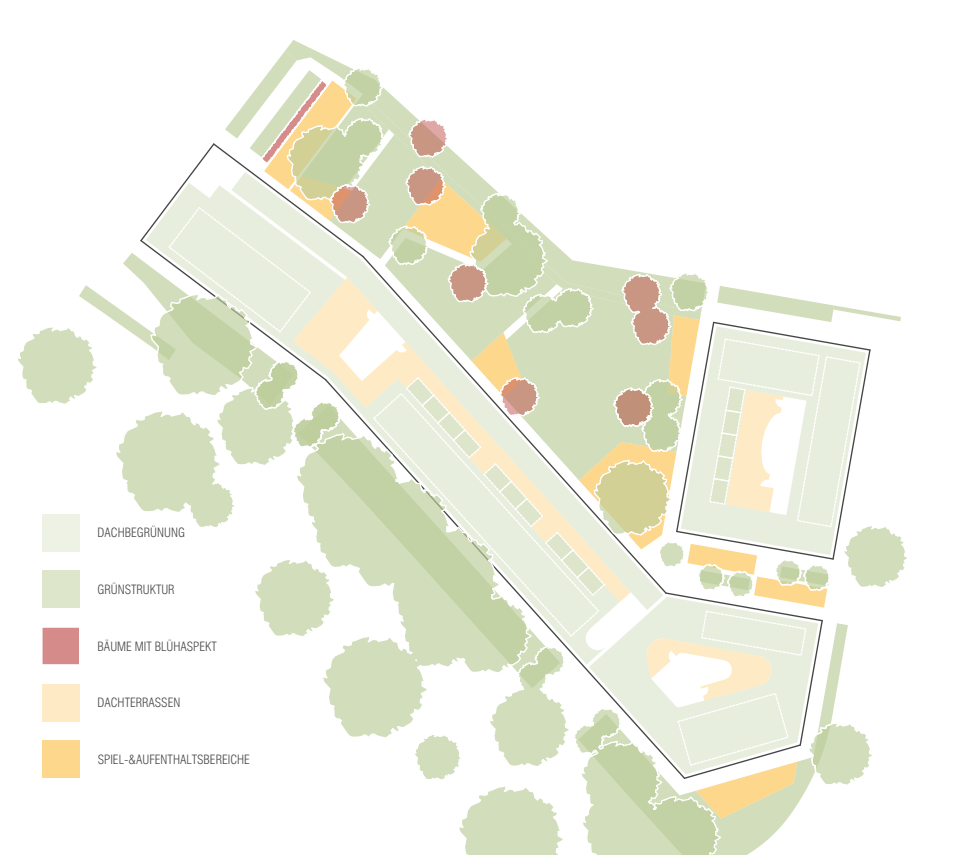 DACHBEGRÜNUNG
GRÜNSTRUKTUR
BÄUME MIT BLÜHASPEKT
DACHTERRASSEN
SPIEL-&AUFENTHALTSBEREICHE